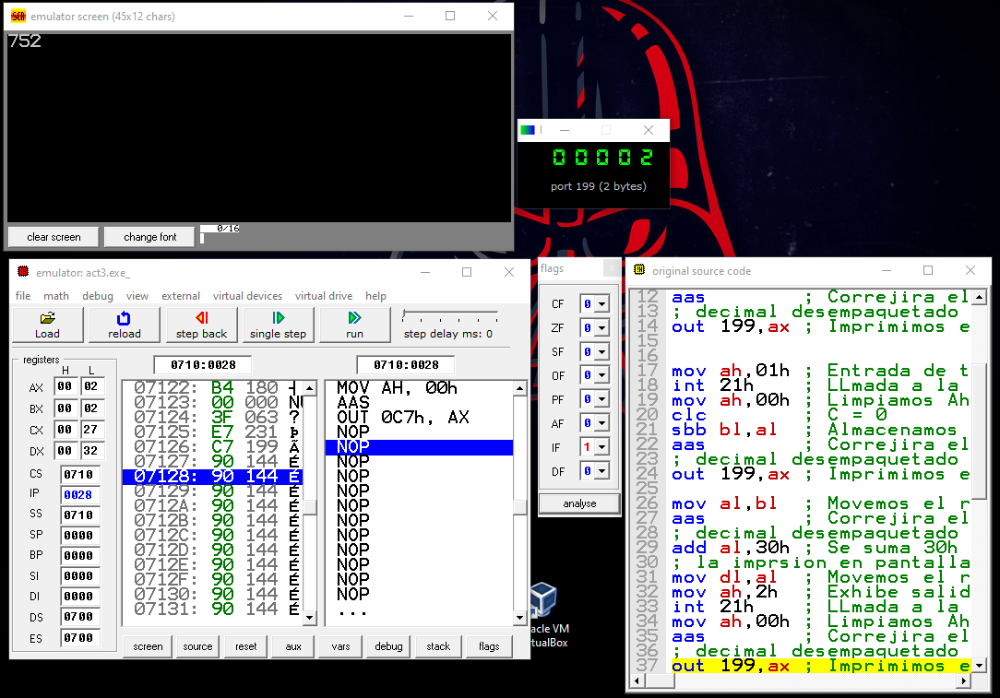 emulator screen (45x12 chars)
752
clear screen
change font
0/16
00002
port 199 (2 bytes)
emulator: act3.exe_
file math debug view external virtual devices virtual drive help
Load
reload
step back
single step
run
step delay ms: 0
registers
H L
AX 00 02
BX 00 02
CX 00 27
DX 00 32
CS 0710
IP 0028
SS 0710
SP 0000
BP 0000
SI 0000
DI 0000
DS 0700
ES 0700
0710:0028
07122: B4 180 ┤
07123: 00 000 NU
07124: 3F 063 ?
07125: E7 231 þ
07126: C7 199 Ã
07127: 90 144 É
07128: 90 144 É
07129: 90 144 É
0712A: 90 144 É
0712B: 90 144 É
0712C: 90 144 É
0712D: 90 144 É
0712E: 90 144 É
0712F: 90 144 É
07130: 90 144 É
07131: 90 144 É
0710:0028
MOV AH, 00h
AAS
OUT 0C7h, AX
NOP
NOP
NOP
NOP
NOP
NOP
NOP
NOP
NOP
NOP
NOP
NOP
...
screen source reset aux vars debug stack flags
flags
CF 0
ZF 0
SF 0
OF 0
PF 0
AF 0
IF 1
DF 0
analyse
acle VM
tualBox
original source code
12 aas ; Correjira el
13 ; decimal desempaquetado
14 out 199,ax ; Imprimimos e
15
16
17 mov ah,01h ; Entrada de t
18 int 21h ; LLmada a la
19 mov ah,00h ; Limpiamos Ah
20 clc ; C = 0
21 sbb bl,al ; Almacenamos
22 aas ; Correjira el
23 ; decimal desempaquetado
24 out 199,ax ; Imprimimos e
25
26 mov al,bl ; Movemos el r
27 aas ; Correjira el
28 ; decimal desempaquetado
29 add al,30h ; Se suma 30h
30 ; la imprsion en pantalla
31 mov dl,al ; Movemos el r
32 mov ah,2h ; Exhibe salid
33 int 21h ; LLmada a la
34 mov ah,00h ; Limpiamos Ah
35 aas ; Correjira el
36 ; decimal desempaquetado
37 out 199,ax ; Imprimimos e